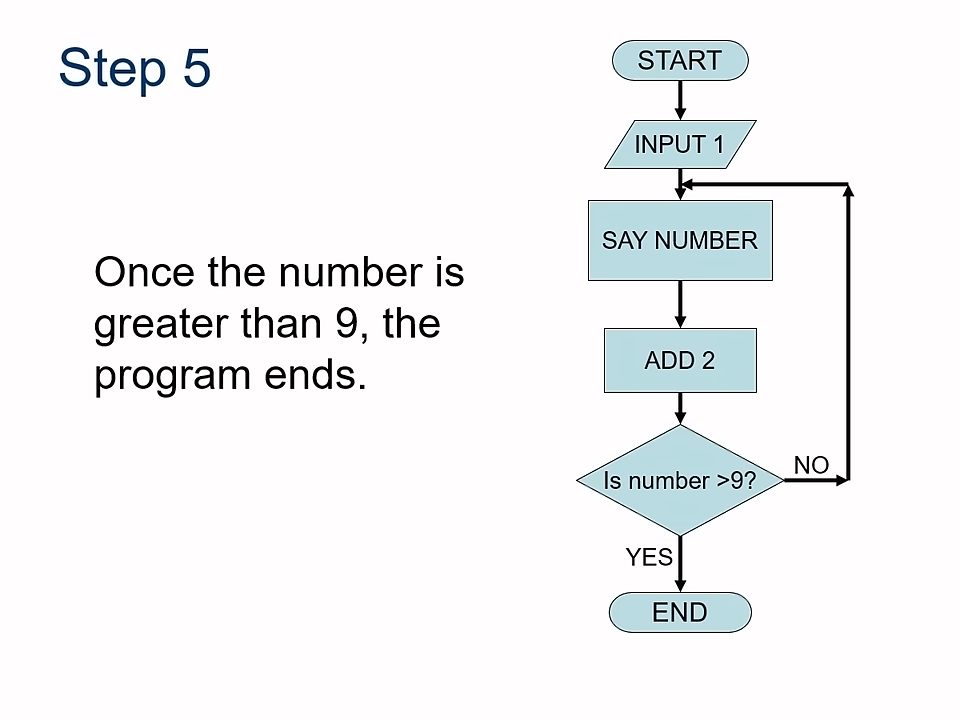 Step 5
Once the number is
greater than 9, the
program ends.
START
INPUT 1
SAY NUMBER
ADD 2
Is number >9?
NO
YES
END